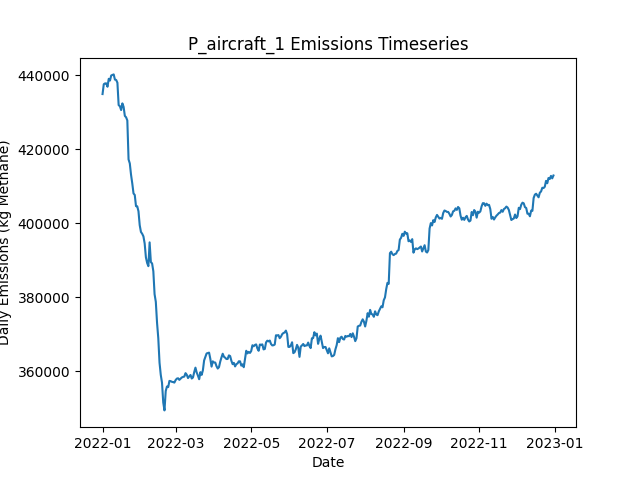 P_aircraft_1 Emissions Timeseries
Daily Emissions (kg Methane)
440000
420000
400000
380000
360000
2022-01 2022-03 2022-05 2022-07 2022-09 2022-11 2023-01
Date